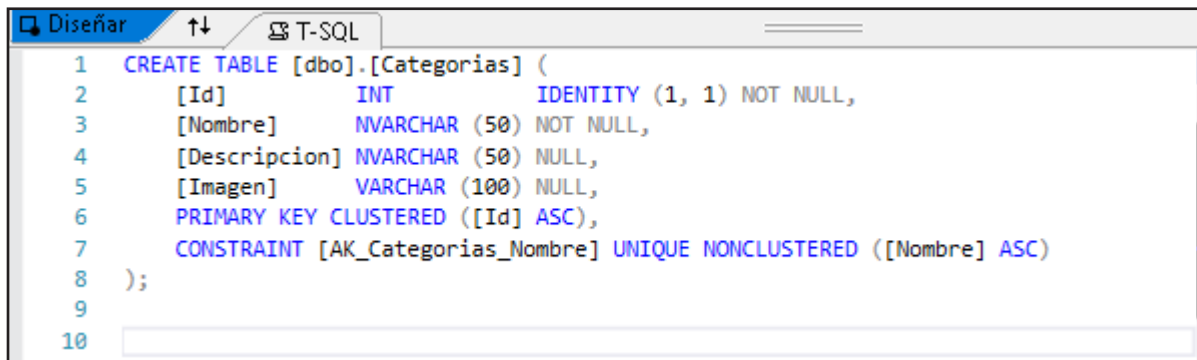 Diseñar T-SQL
1 CREATE TABLE [dbo].[Categorias] (
2 [Id] INT IDENTITY (1, 1) NOT NULL,
3 [Nombre] NVARCHAR (50) NOT NULL,
4 [Descripcion] NVARCHAR (50) NULL,
5 [Imagen] VARCHAR (100) NULL,
6 PRIMARY KEY CLUSTERED ([Id] ASC),
7 CONSTRAINT [AK_Categorias_Nombre] UNIQUE NONCLUSTERED ([Nombre] ASC)
8 );
9
10